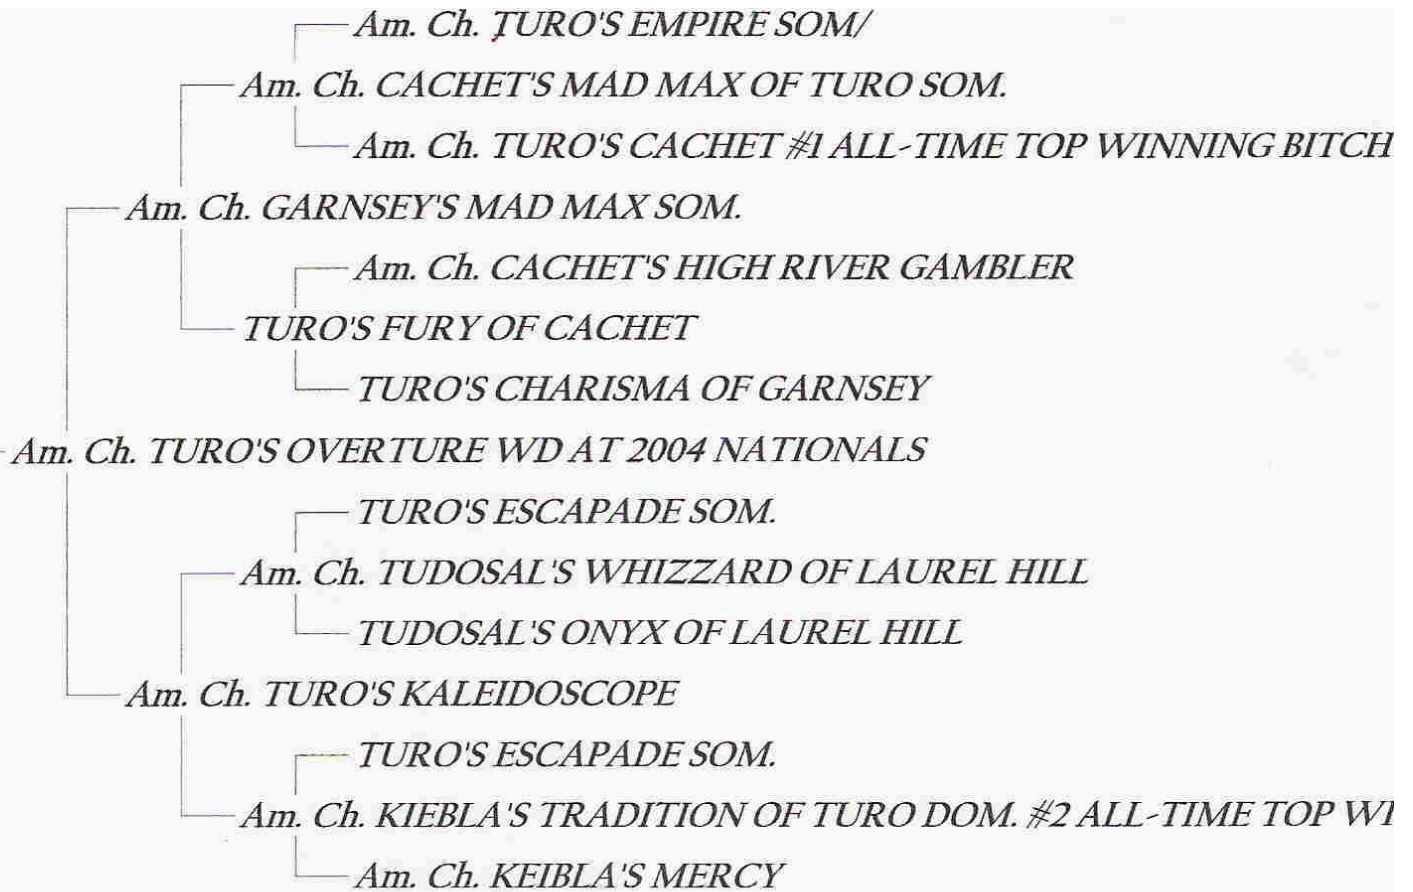 Am. Ch. TURO'S EMPIRE SOM/
Am. Ch. CACHET'S MAD MAX OF TURO SOM.
Am. Ch. TURO'S CACHET #1 ALL-TIME TOP WINNING BITCH
Am. Ch. GARNSEY'S MAD MAX SOM.
Am. Ch. CACHET'S HIGH RIVER GAMBLER
TURO'S FURY OF CACHET
TURO'S CHARISMA OF GARNSEY
Am. Ch. TURO'S OVERTURE WD AT 2004 NATIONALS
TURO'S ESCAPADE SOM.
Am. Ch. TUDOSAL'S WHIZZARD OF LAUREL HILL
TUDOSAL'S ONYX OF LAUREL HILL
Am. Ch. TURO'S KALEIDOSCOPE
TURO'S ESCAPADE SOM.
Am. Ch. KIEBLA'S TRADITION OF TURO DOM. #2 ALL-TIME TOP WI
Am. Ch. KEIBLA'S MERCY